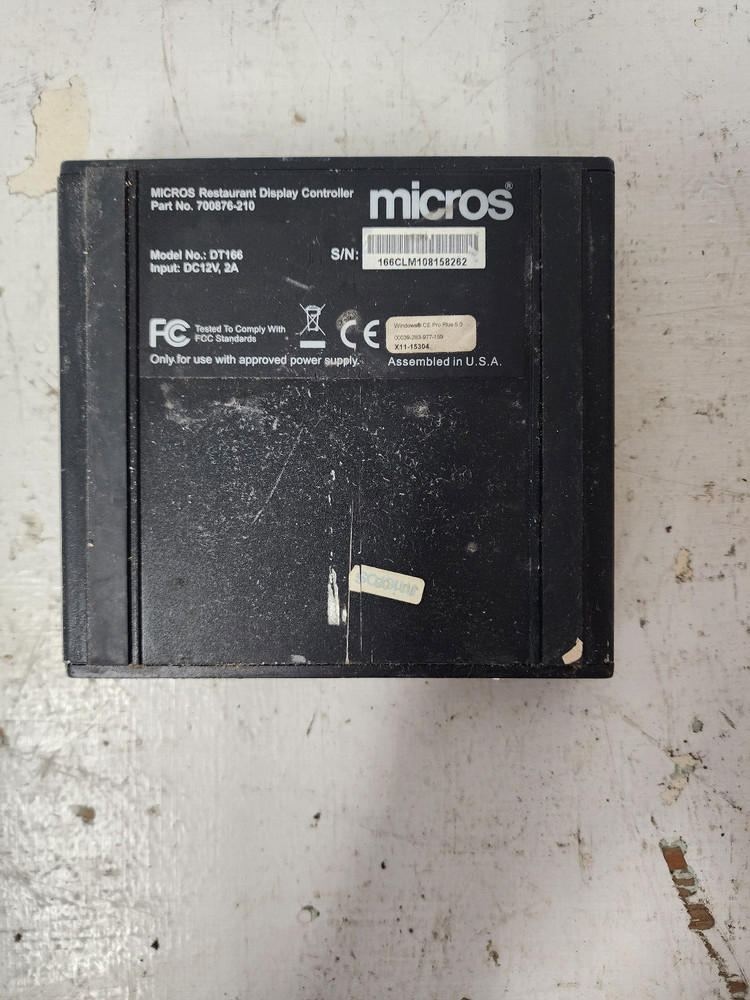 MICROS Restaurant Display Controller
Part No. 700876-210
micros®
Model No.: DT166
Input: DC12V, 2A
S/N:
166CLM108158262
FC
Tested To Comply With
FCC Standards
CE
Windows® CE Pro Plus 5.0
X11-15304
Only for use with approved power supply.
Assembled in U.S.A.